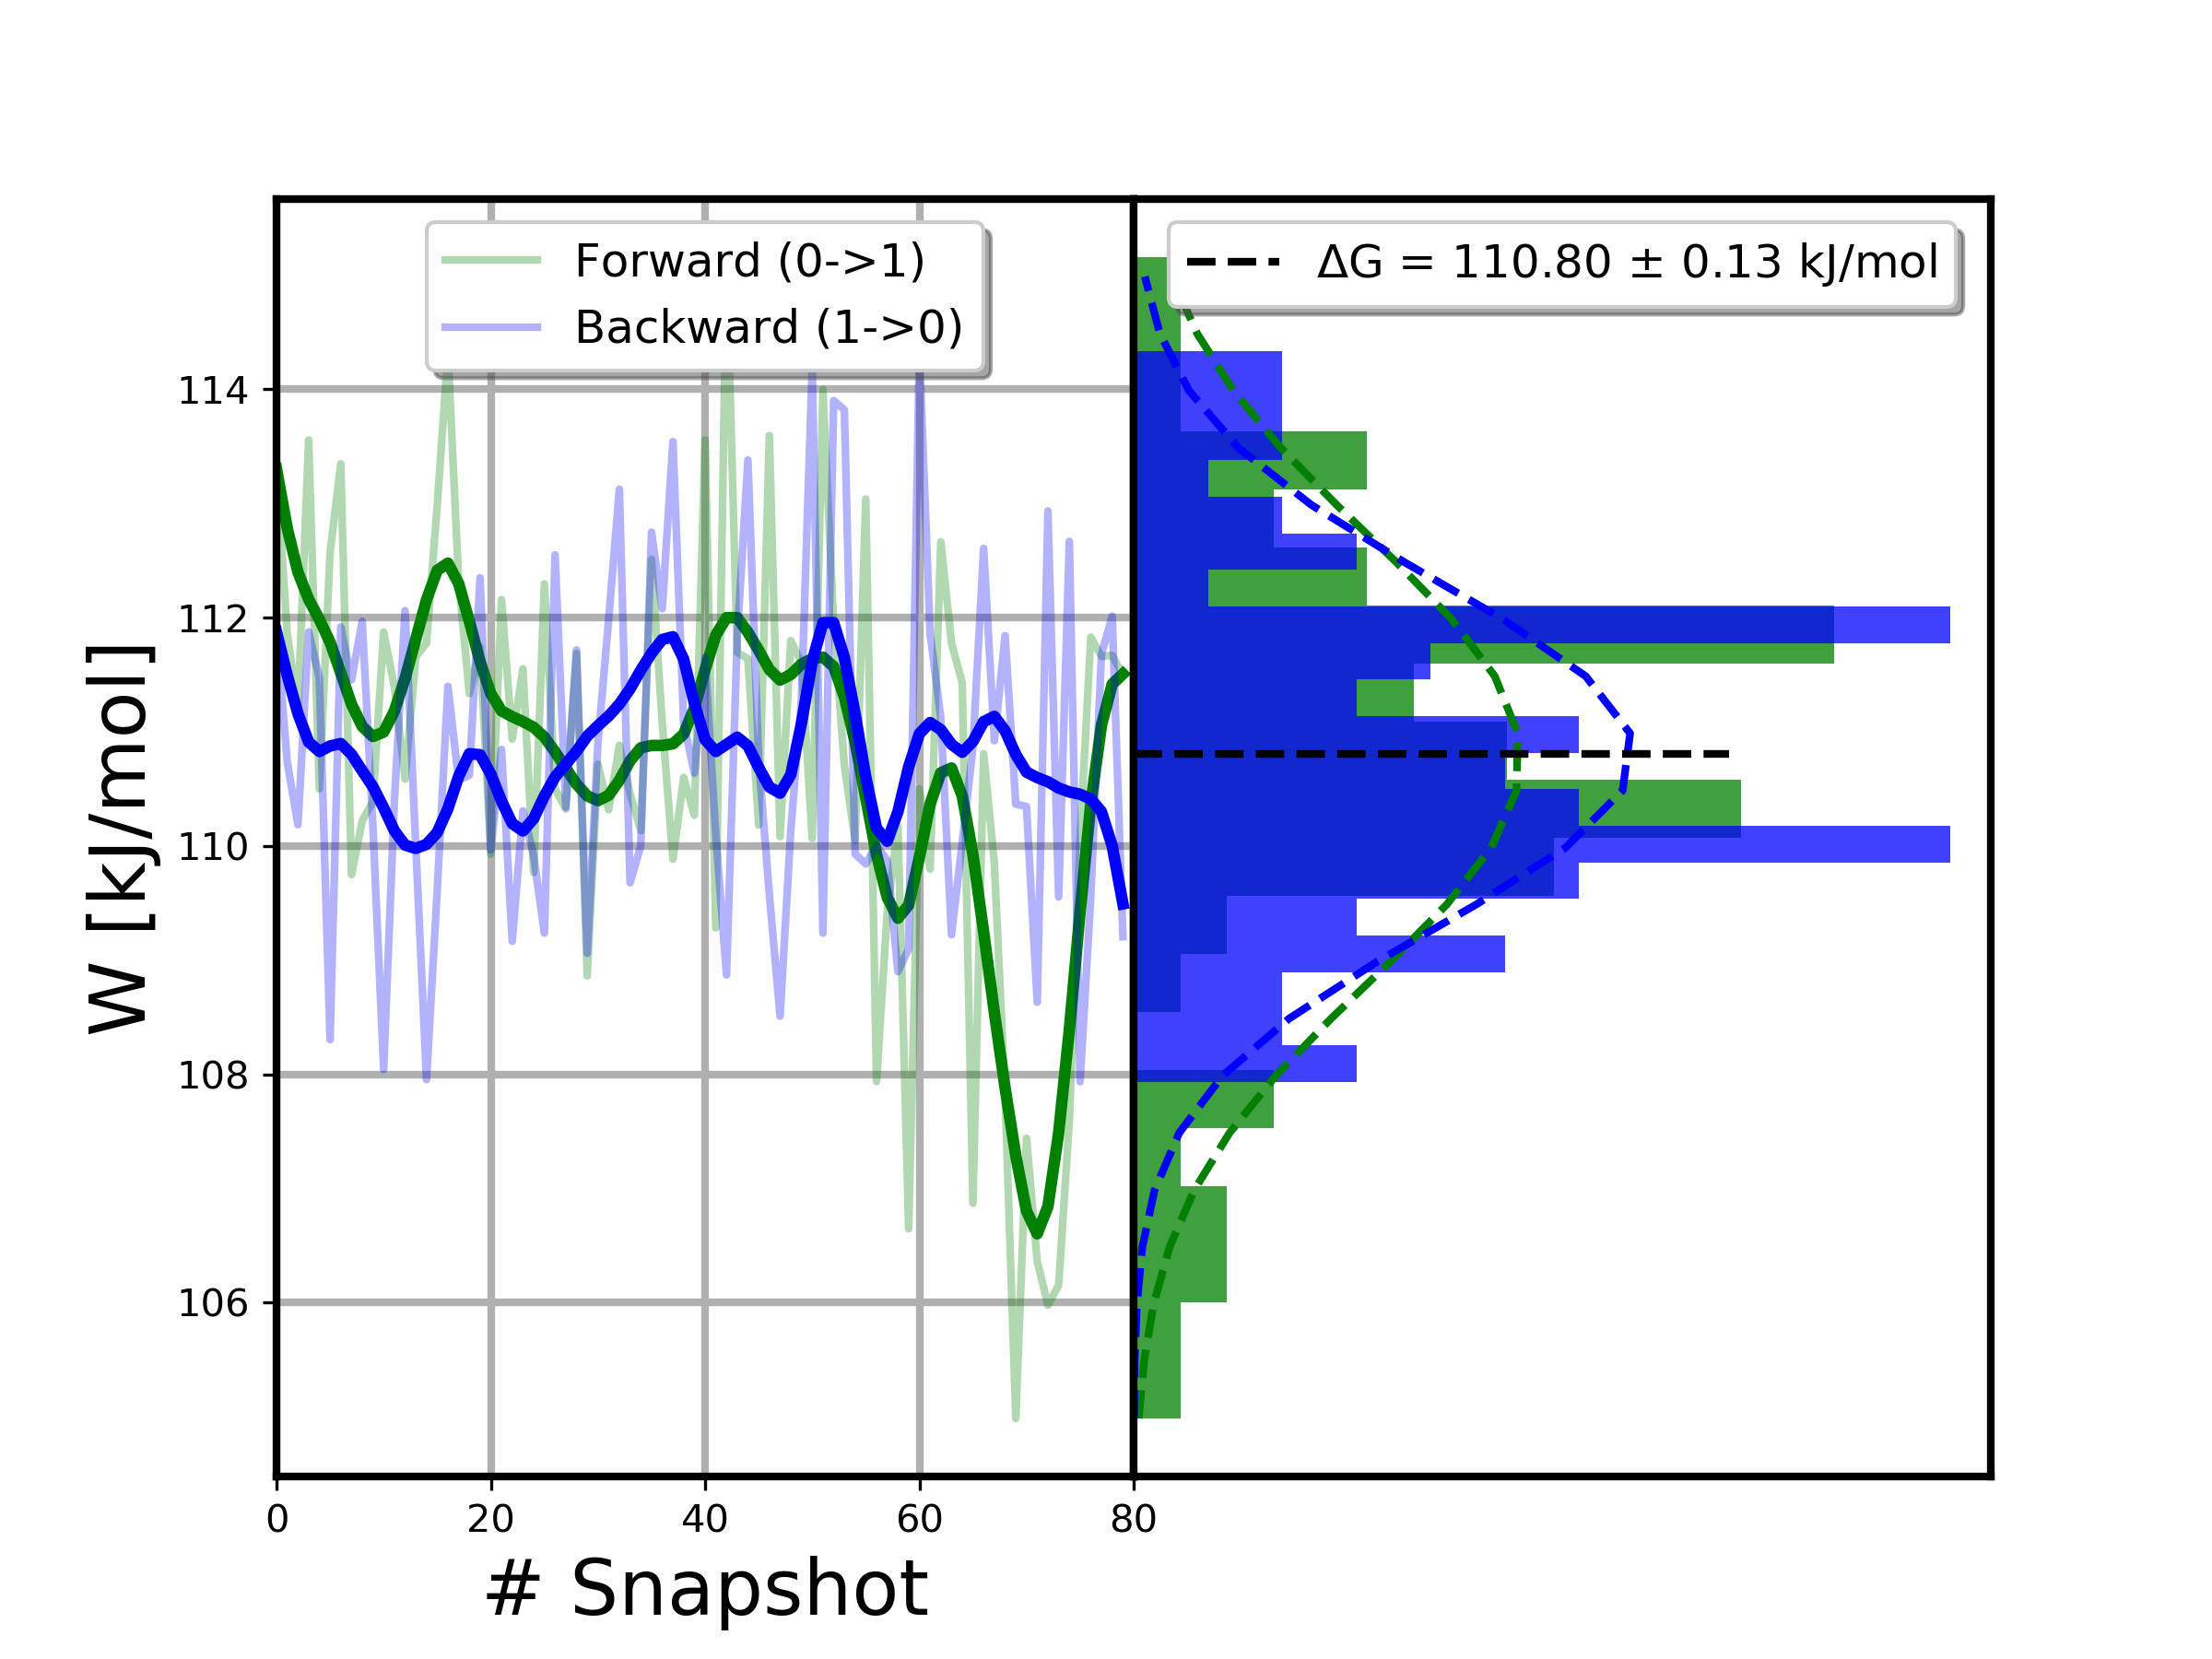 Forward (0->1)
Backward (1->0)
ΔG = 110.80 ± 0.13 kJ/mol
W [kJ/mol]
114
112
110
108
106
0 20 40 60 80
# Snapshot